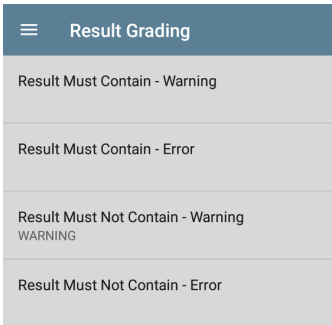 Result Grading
Result Must Contain - Warning
Result Must Contain - Error
Result Must Not Contain - Warning
WARNING
Result Must Not Contain - Error